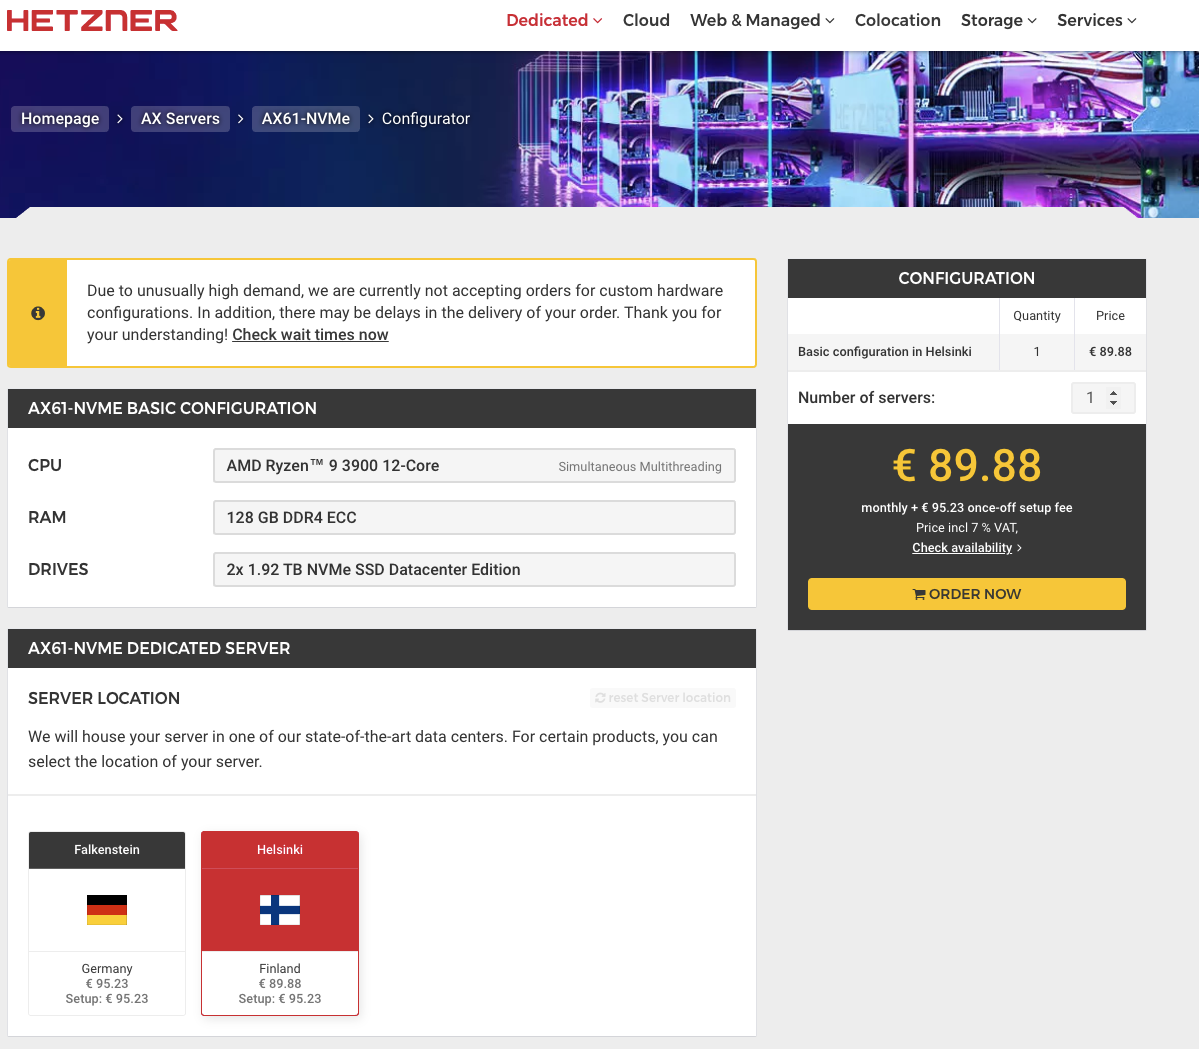 HETZNER
Dedicated
Cloud
Web & Managed
Colocation
Storage
Services
Homepage
AX Servers
AX61-NVMe
Configurator
HETZNER
Due to unusually high demand, we are currently not accepting orders for custom hardware
configurations. In addition, there may be delays in the delivery of your order. Thank you for
your understanding! Check wait times now
AX61-NVME BASIC CONFIGURATION
CPU
AMD Ryzen™ 9 3900 12-Core
Simultaneous Multithreading
RAM
128 GB DDR4 ECC
DRIVES
2x 1.92 TB NVMe SSD Datacenter Edition
AX61-NVME DEDICATED SERVER
SERVER LOCATION
reset Server location
We will house your server in one of our state-of-the-art data centers. For certain products, you can
select the location of your server.
Falkenstein
Germany
€ 95.23
Setup: € 95.23
Helsinki
Finland
€ 89.88
Setup: € 95.23
CONFIGURATION
Quantity
Price
Basic configuration in Helsinki
1
€ 89.88
Number of servers:
1
€ 89.88
monthly + € 95.23 once-off setup fee
Price incl 7 % VAT,
Check availability
ORDER NOW